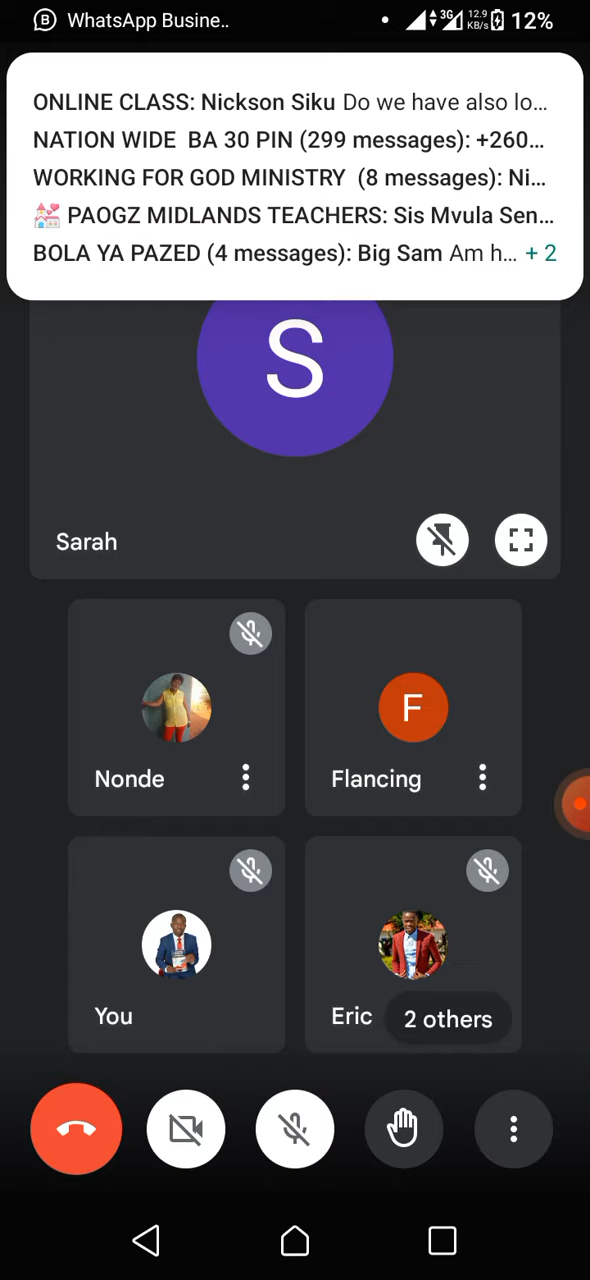 WhatsApp Busine.. 3G 12.9 KB/s 12%
ONLINE CLASS: Nickson Siku Do we have also lo...
NATION WIDE BA 30 PIN (299 messages): +260...
WORKING FOR GOD MINISTRY (8 messages): Ni...
💒 PAOGZ MIDLANDS TEACHERS: Sis Mvula Sen...
BOLA YA PAZED (4 messages): Big Sam Am h... + 2
S
Sarah
F
Nonde
Flancing
You
Eric
2 others